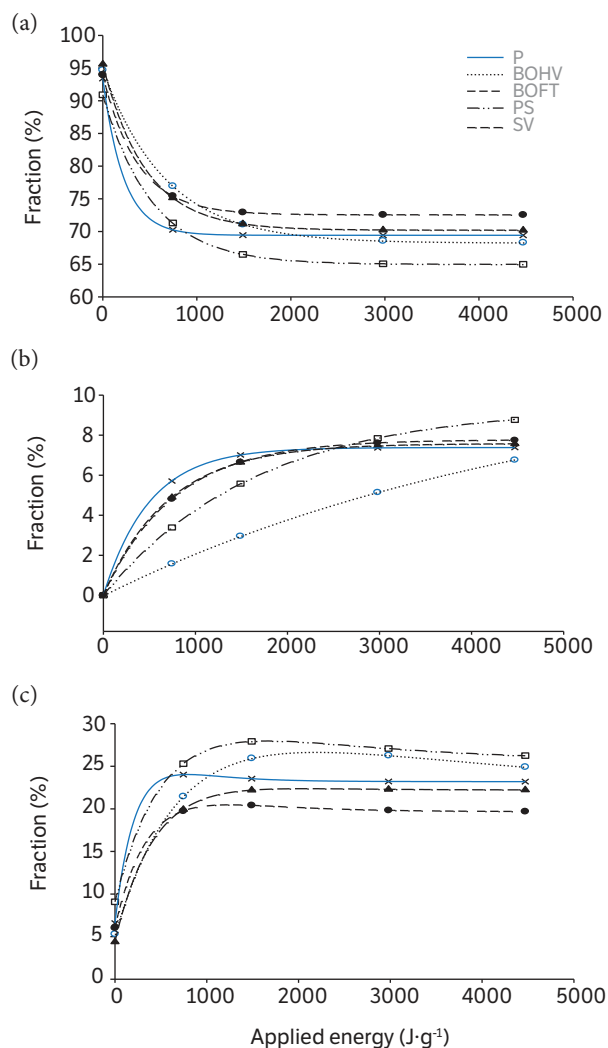 (a)
100
95
90
85
80
75
70
65
60
Fraction (%)
0 1000 2000 3000 4000 5000
P
BOHV
BOFT
PS
SV
(b)
10
8
6
4
2
0
Fraction (%)
0 1000 2000 3000 4000 5000
(c)
30
25
20
15
10
5
0
Fraction (%)
0 1000 2000 3000 4000 5000
Applied energy (J·g-1)